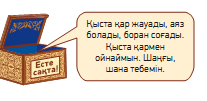 Қыста қар жауады, аяз
болады, боран соғады.
Қыста қармен
ойнаймын. Шаңғы,
шана тебемін.
Есте
сақта!